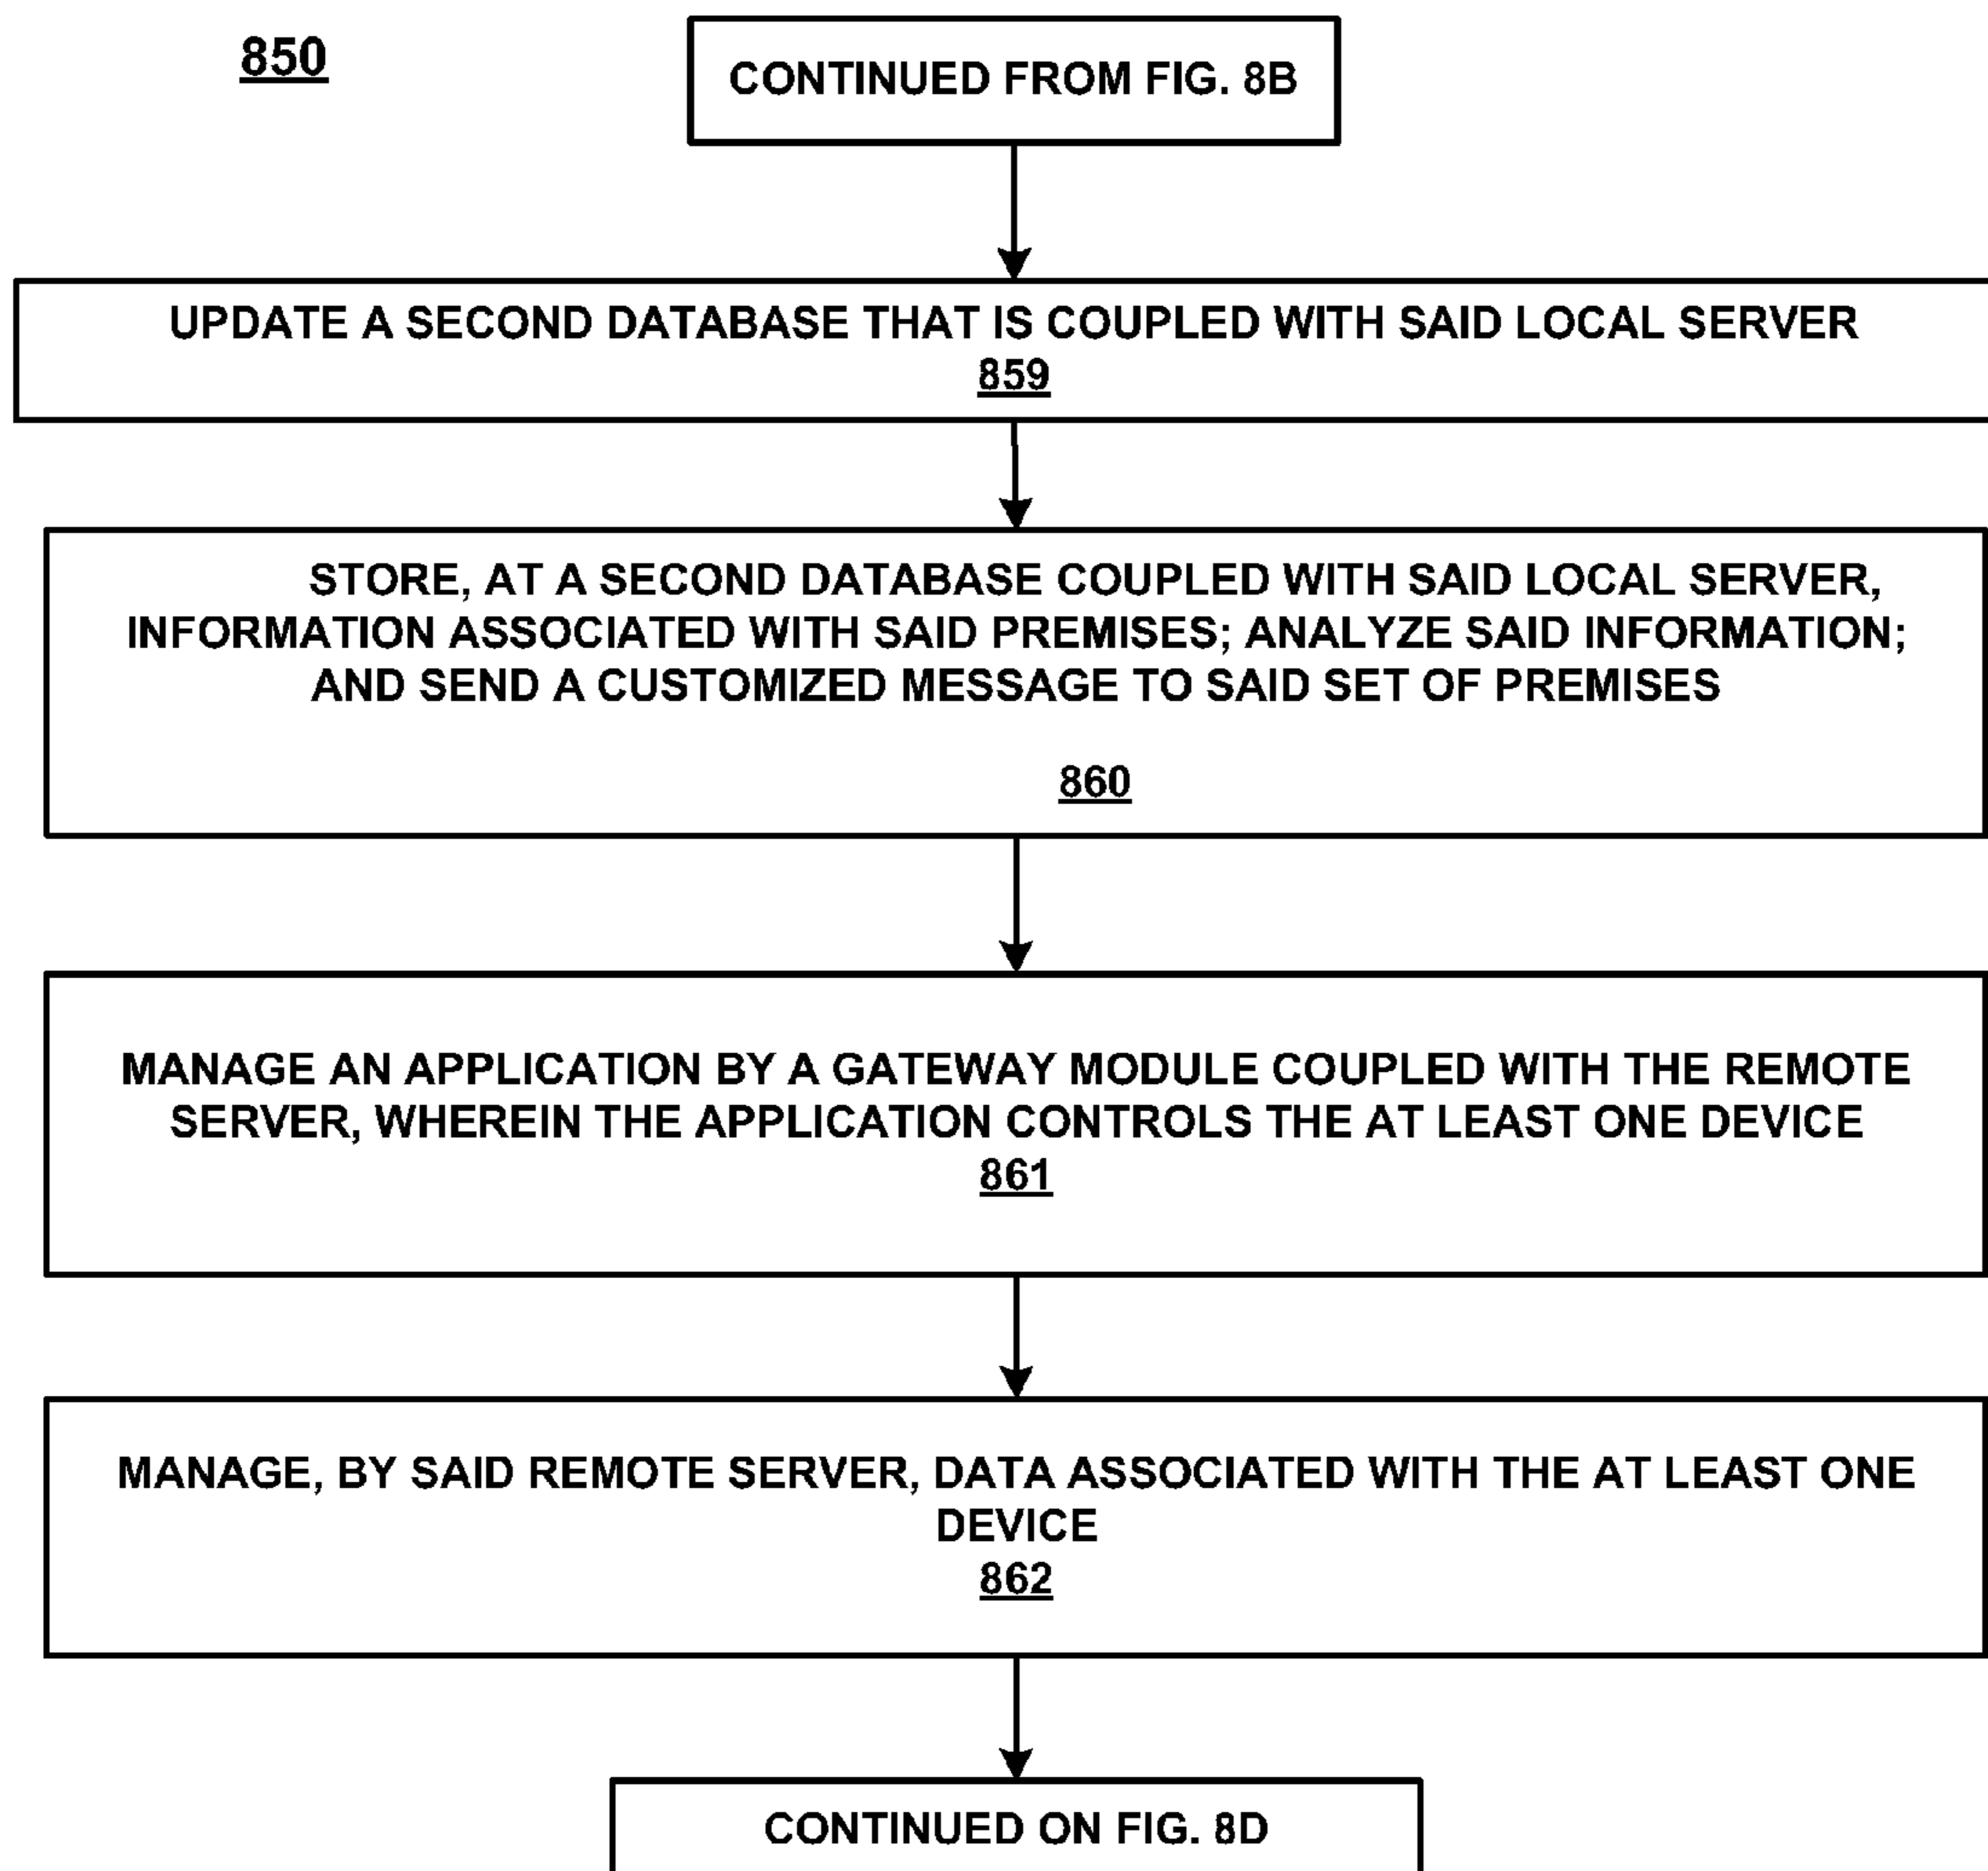 850
CONTINUED FROM FIG. 8B
UPDATE A SECOND DATABASE THAT IS COUPLED WITH SAID LOCAL SERVER
859
STORE, AT A SECOND DATABASE COUPLED WITH SAID LOCAL SERVER,
INFORMATION ASSOCIATED WITH SAID PREMISES; ANALYZE SAID INFORMATION;
AND SEND A CUSTOMIZED MESSAGE TO SAID SET OF PREMISES
860
MANAGE AN APPLICATION BY A GATEWAY MODULE COUPLED WITH THE REMOTE
SERVER, WHEREIN THE APPLICATION CONTROLS THE AT LEAST ONE DEVICE
861
MANAGE, BY SAID REMOTE SERVER, DATA ASSOCIATED WITH THE AT LEAST ONE
DEVICE
862
CONTINUED ON FIG. 8D